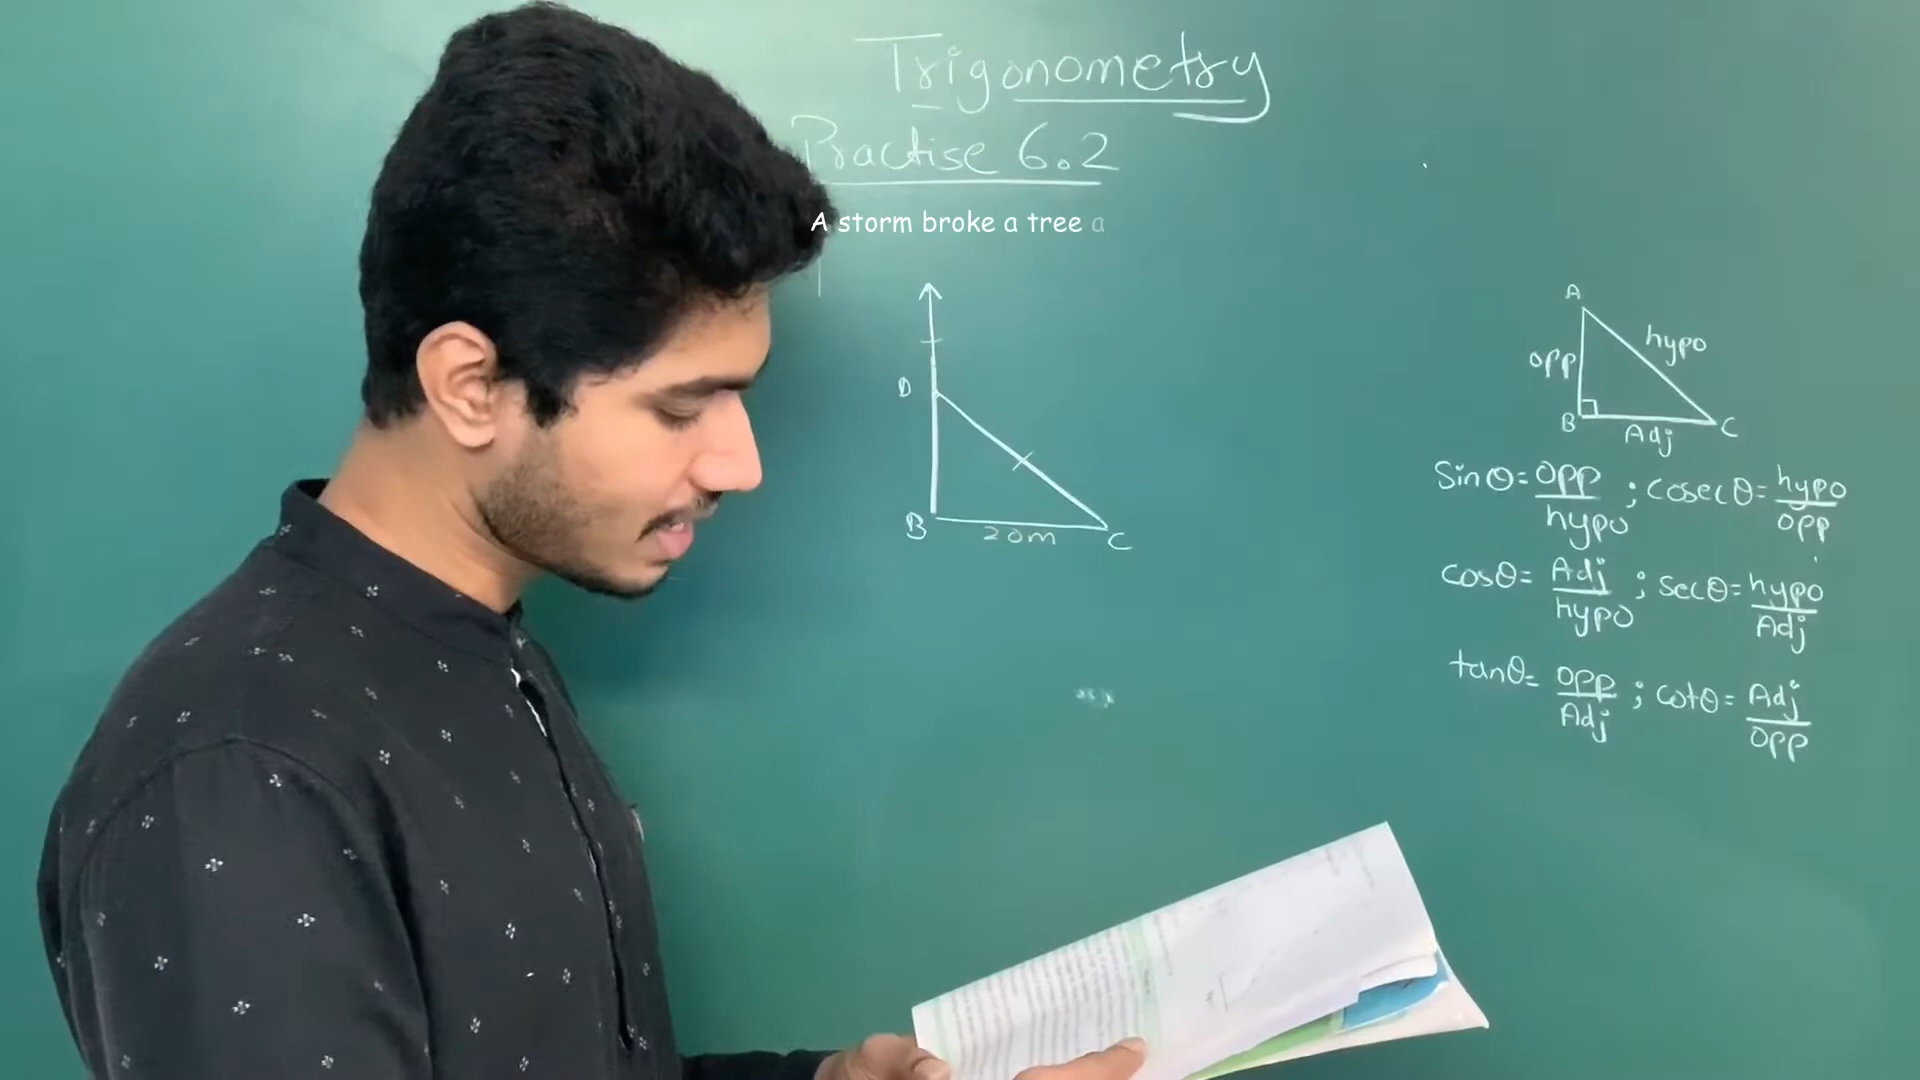 Trigonometry
Practise 6.2
A storm broke a tree a
D
B
20m
C
A
opp
hypo
B
Adj
C
Sinθ = opp/hypo ; cosecθ = hypo/opp
cosθ = Adj/hypo ; secθ = hypo/Adj
tanθ = opp/Adj ; cotθ = Adj/opp